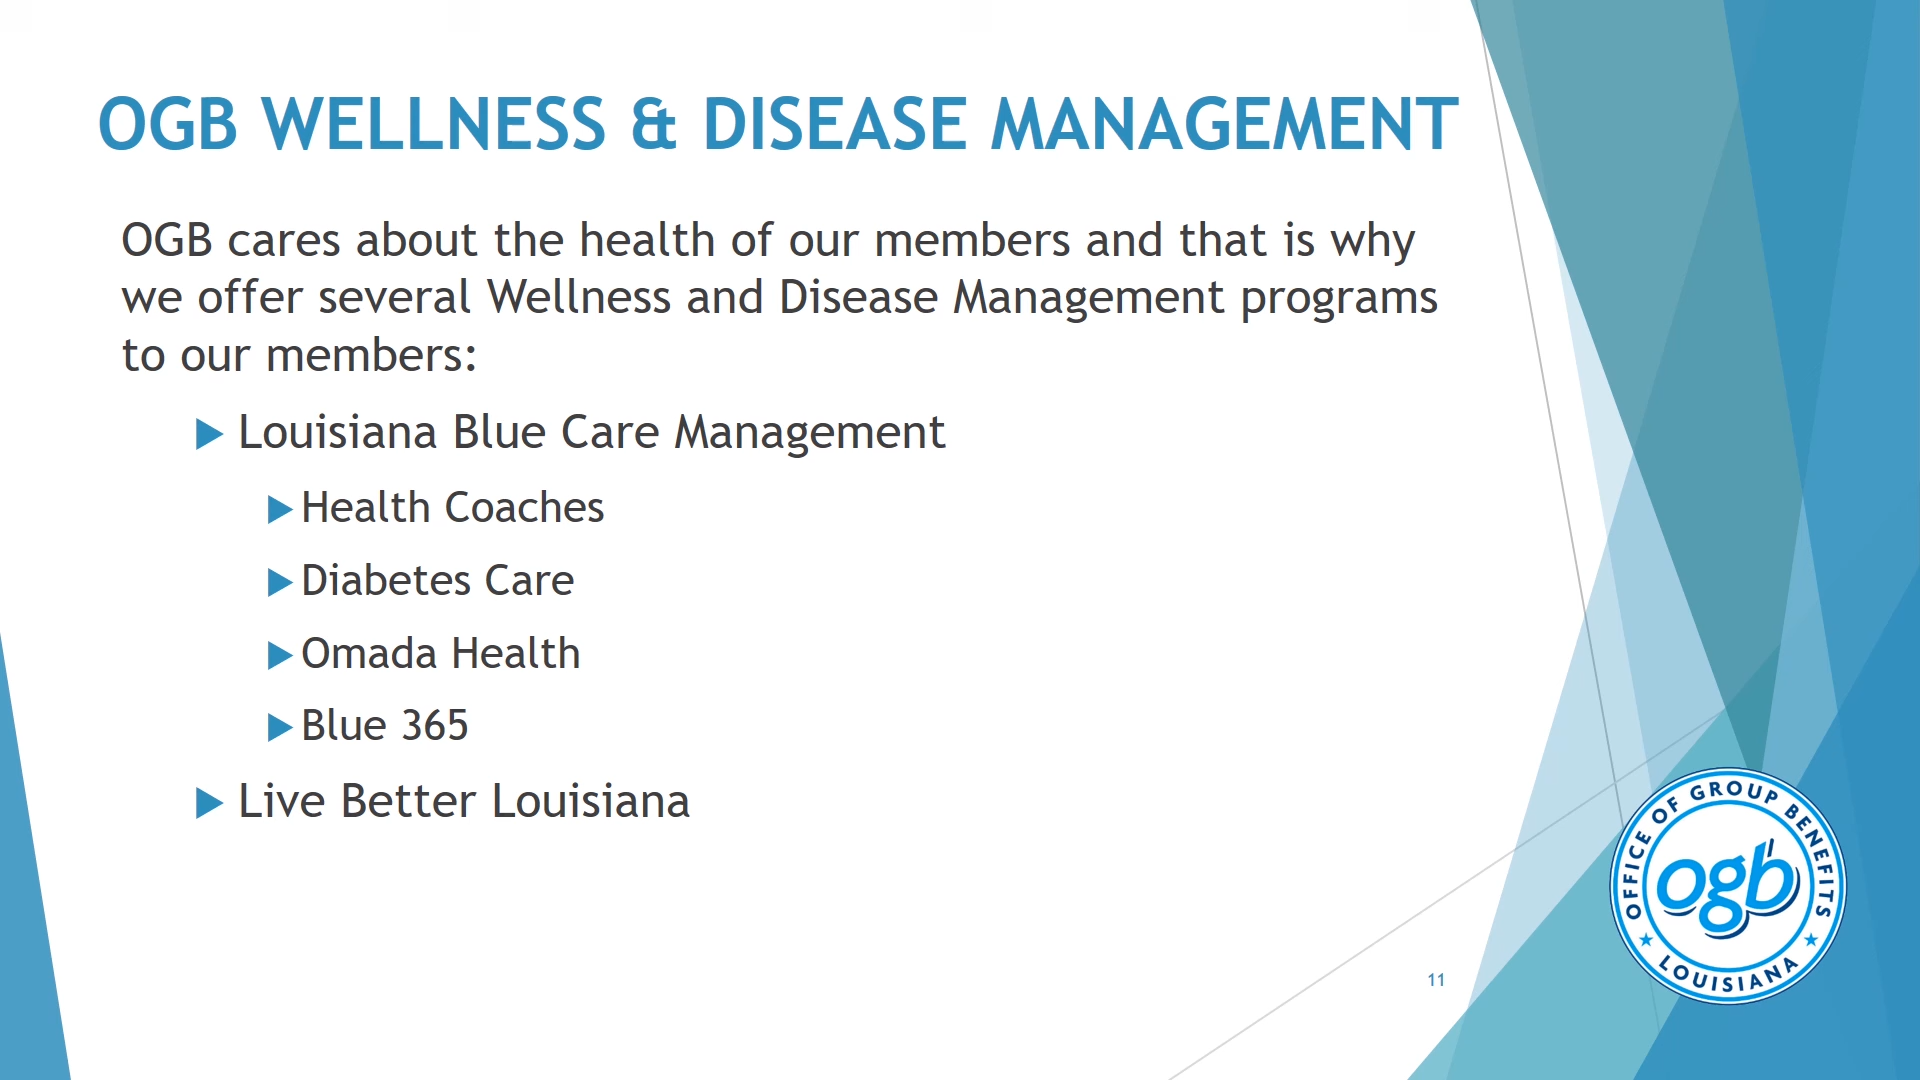 OGB WELLNESS & DISEASE MANAGEMENT
OGB cares about the health of our members and that is why
we offer several Wellness and Disease Management programs
to our members:
Louisiana Blue Care Management
Health Coaches
Diabetes Care
Omada Health
Blue 365
Live Better Louisiana
OFFICE OF GROUP BENEFITS
ogb
LOUISIANA
11